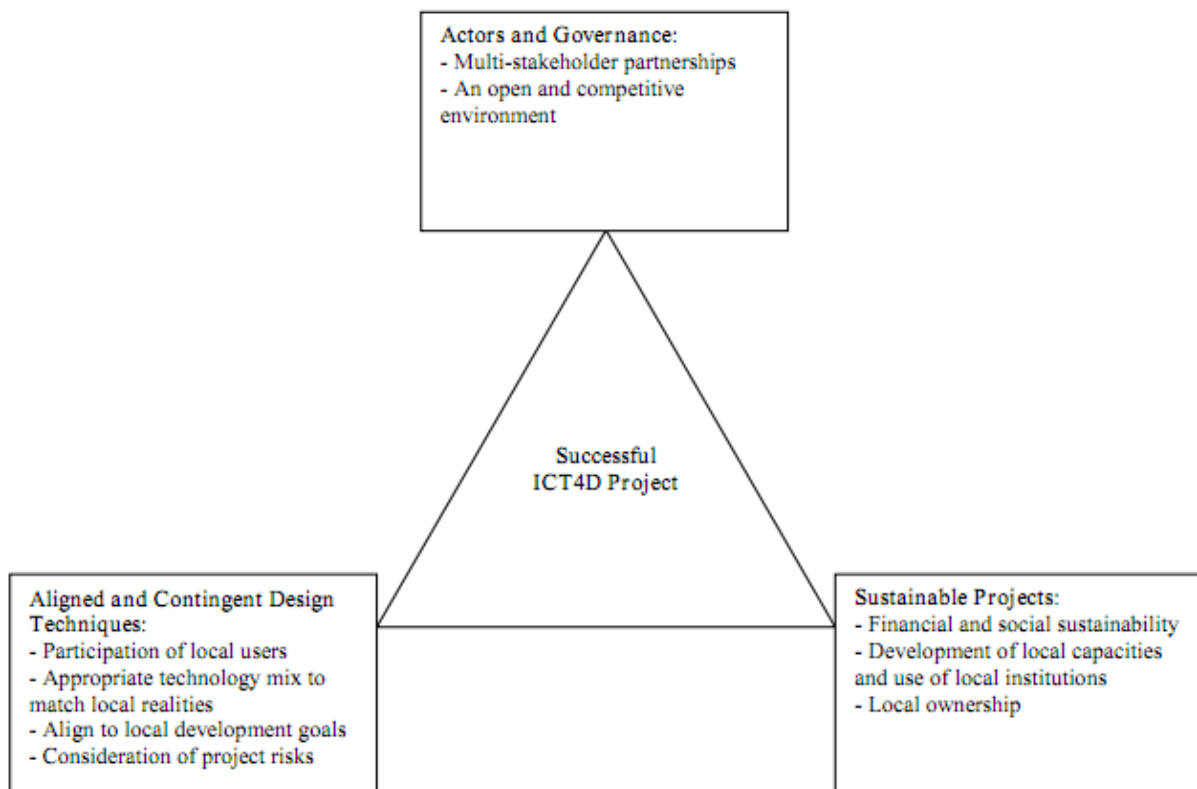 Actors and Governance:
- Multi-stakeholder partnerships
- An open and competitive
environment
Successful
ICT4D Project
Aligned and Contingent Design
Techniques:
- Participation of local users
- Appropriate technology mix to
match local realities
- Align to local development goals
- Consideration of project risks
Sustainable Projects:
- Financial and social sustainability
- Development of local capacities
and use of local institutions
- Local ownership